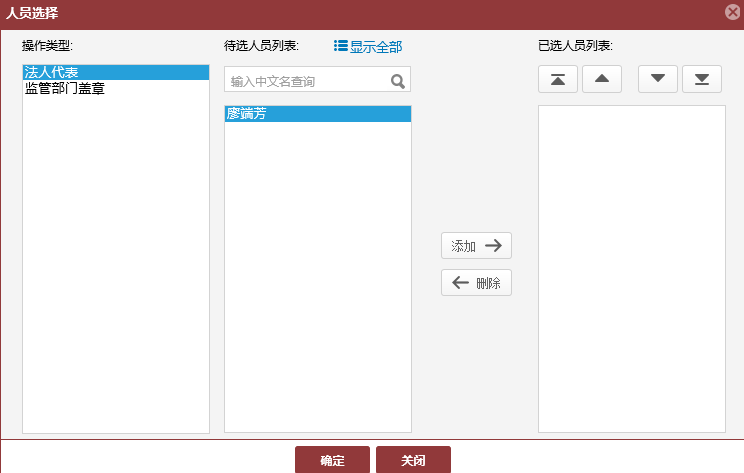 人员选择
操作类型:
待选人员列表:
显示全部
已选人员列表:
法人代表
监管部门盖章
输入中文名查询
廖端芳
添加
删除
确定
关闭